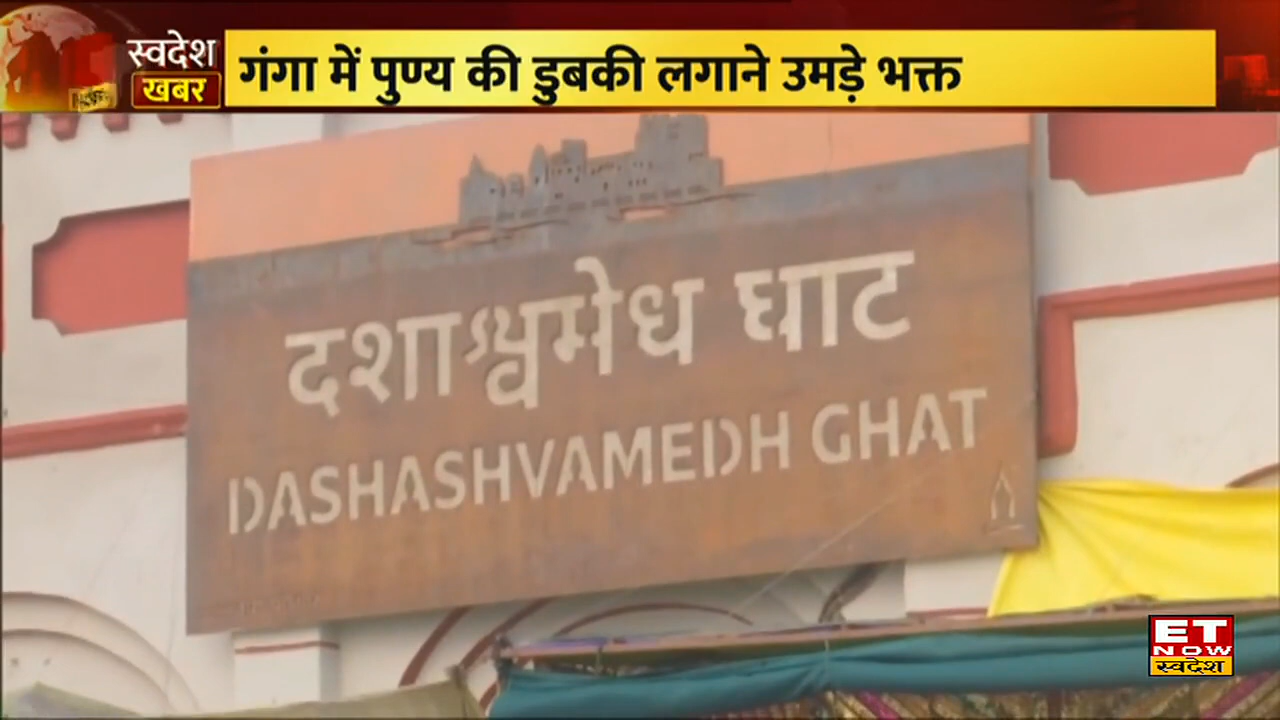 स्वदेश
खबर
गंगा में पुण्य की डुबकी लगाने उमड़े भक्त
दशाश्वमेध घाट
DASHASHVAMEDH GHAT
ET
NOW
स्वदेश